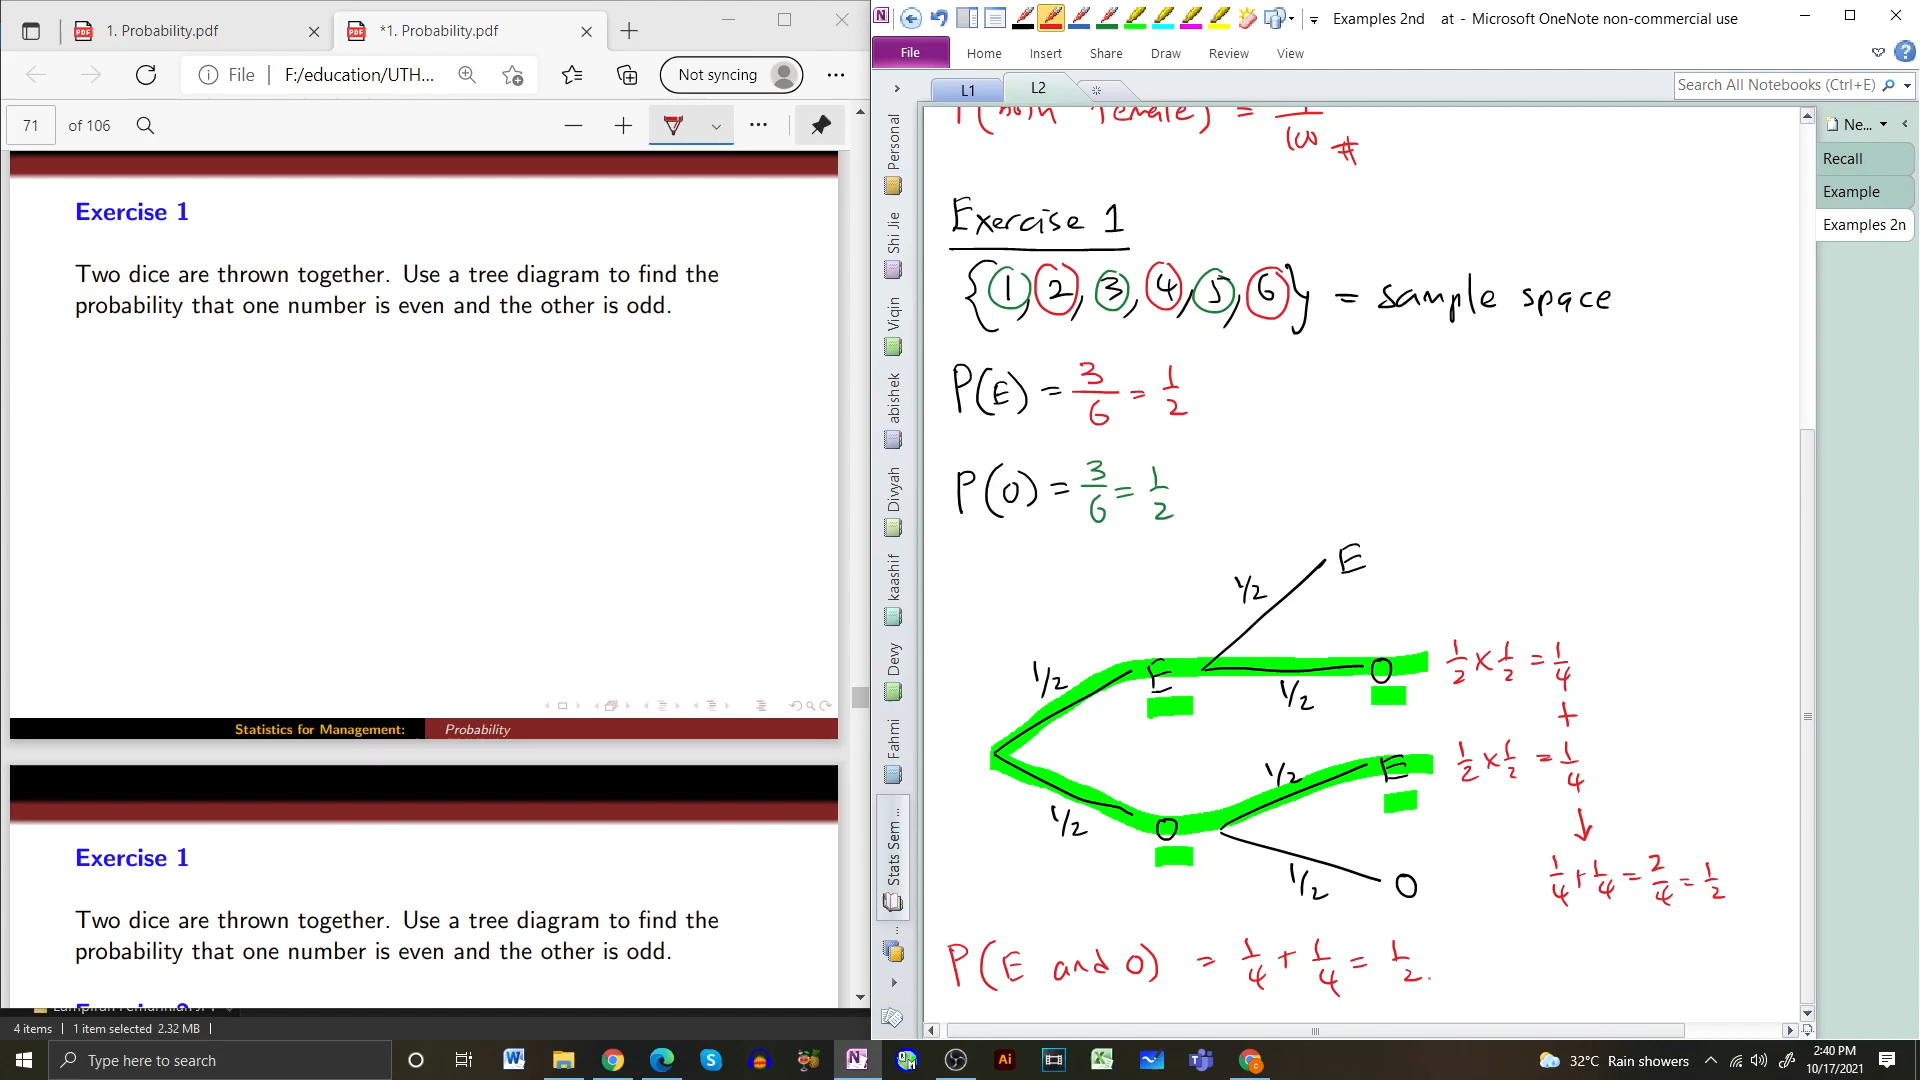 1. Probability.pdf
*1. Probability.pdf
File
F:/education/UTH...
Not syncing
71 of 106
Exercise 1
Two dice are thrown together. Use a tree diagram to find the
probability that one number is even and the other is odd.
Statistics for Management: Probability
Exercise 1
Two dice are thrown together. Use a tree diagram to find the
probability that one number is even and the other is odd.
4 items 1 item selected 2.32 MB
Examples 2nd at - Microsoft OneNote non-commercial use
File Home Insert Share Draw Review View
L1 L2
Search All Notebooks (Ctrl+E)
Ne...
Recall
Example
Examples 2n
Personal
Shi Jie
Viqin
abishek
Divyah
kaashif
Devy
Fahmi
Stats Sem ...
female) = 1/100 #
Exercise 1
{1, 2, 3, 4, 5, 6} = sample space
P(E) = 3/6 = 1/2
P(O) = 3/6 = 1/2
1/2 E
1/2 E 1/2 O 1/2 x 1/2 = 1/4
+
1/2 O 1/2 E 1/2 x 1/2 = 1/4
↓
1/2 O 1/4 + 1/4 = 2/4 = 1/2
P(E and O) = 1/4 + 1/4 = 1/2.
Type here to search
32°C Rain showers
2:40 PM
10/17/2021